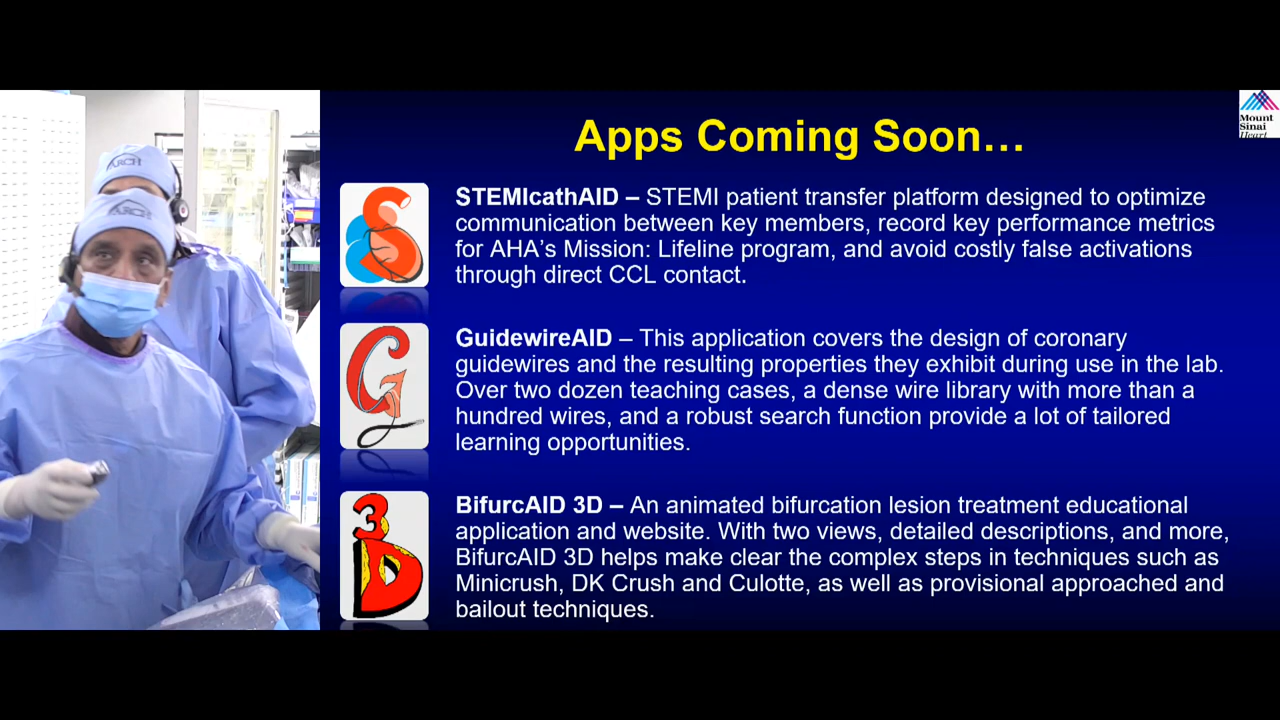 Apps Coming Soon...
Mount
Sinai
Heart
STEMIcathAID – STEMI patient transfer platform designed to optimize
communication between key members, record key performance metrics
for AHA's Mission: Lifeline program, and avoid costly false activations
through direct CCL contact.
GuidewireAID – This application covers the design of coronary
guidewires and the resulting properties they exhibit during use in the lab.
Over two dozen teaching cases, a dense wire library with more than a
hundred wires, and a robust search function provide a lot of tailored
learning opportunities.
3D
BifurcAID 3D – An animated bifurcation lesion treatment educational
application and website. With two views, detailed descriptions, and more,
BifurcAID 3D helps make clear the complex steps in techniques such as
Minicrush, DK Crush and Culotte, as well as provisional approached and
bailout techniques.
ARCH
ARCH